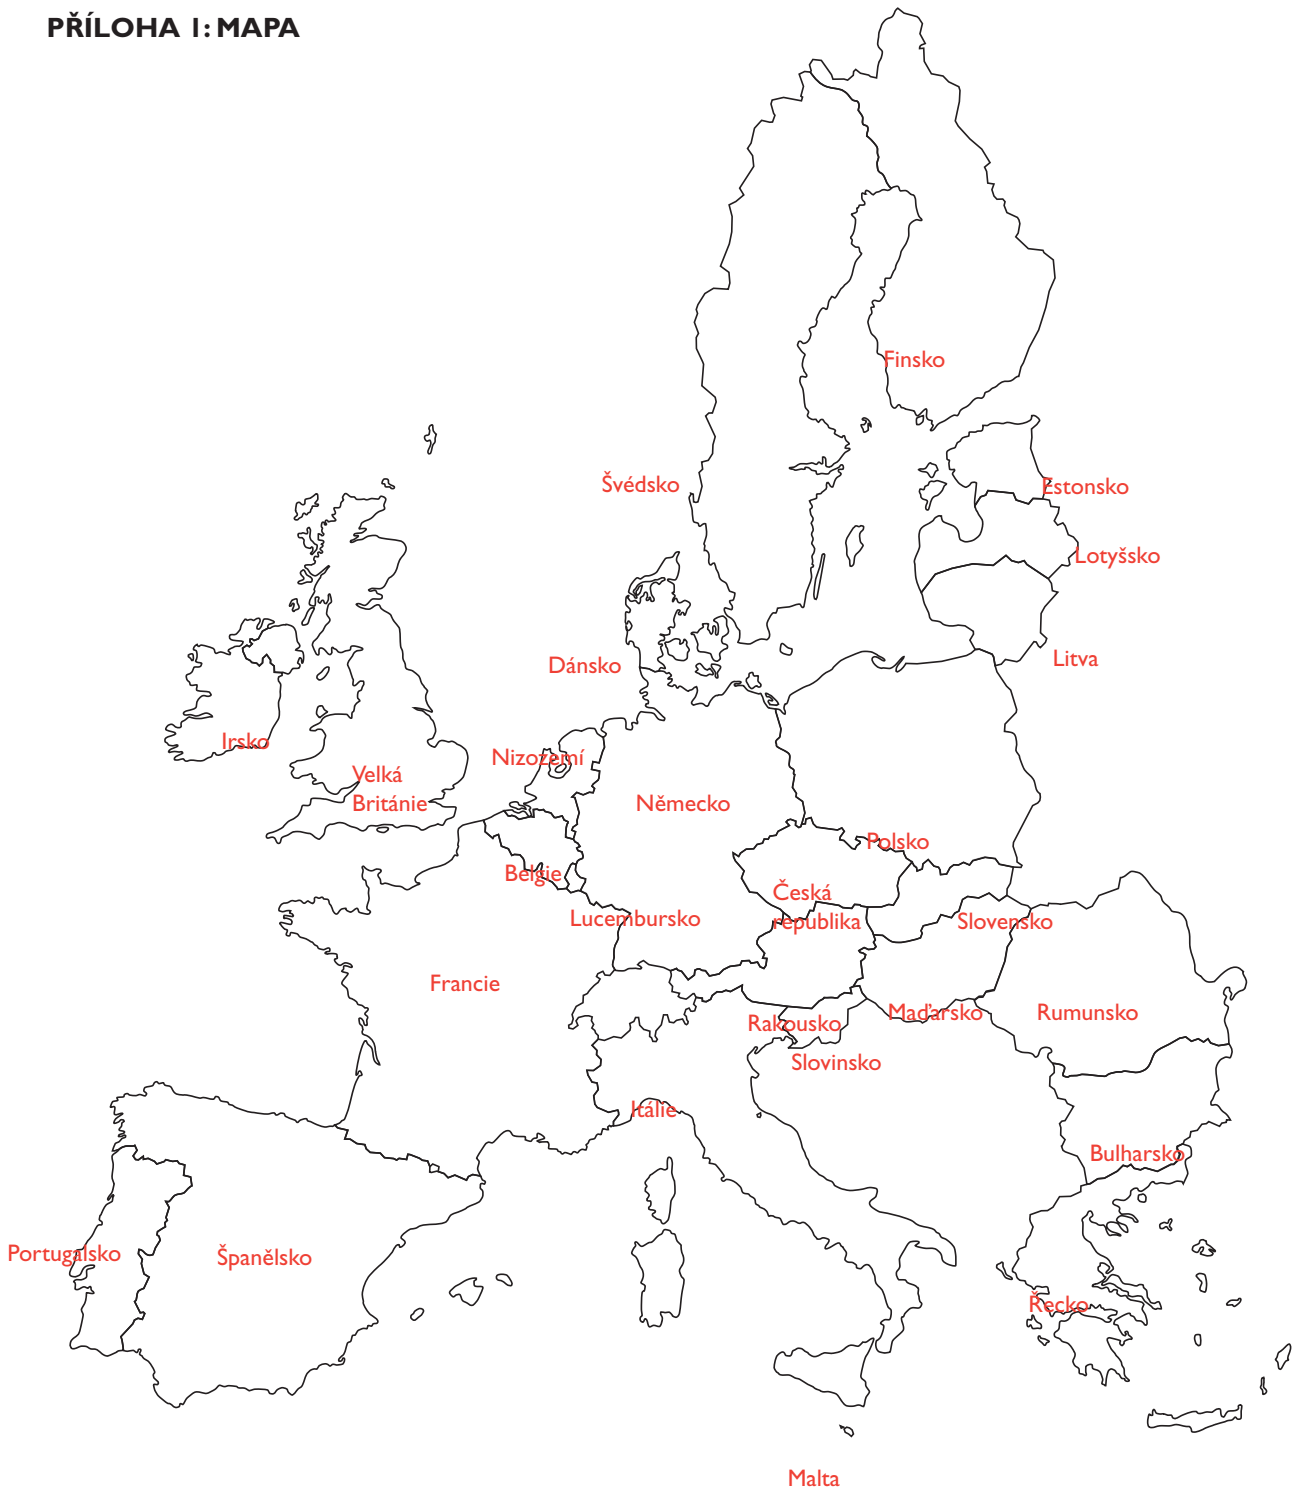 PŘÍLOHA 1: MAPA
Finsko
Švédsko
Estonsko
Lotyšsko
Dánsko
Litva
Irsko
Nizozemí
Velká
Británie
Německo
Polsko
Belgie
Česká
republika
Lucembursko
Slovensko
Francie
Rakousko
Maďarsko
Rumunsko
Slovinsko
Itálie
Bulharsko
Portugalsko
Španělsko
Řecko
Malta